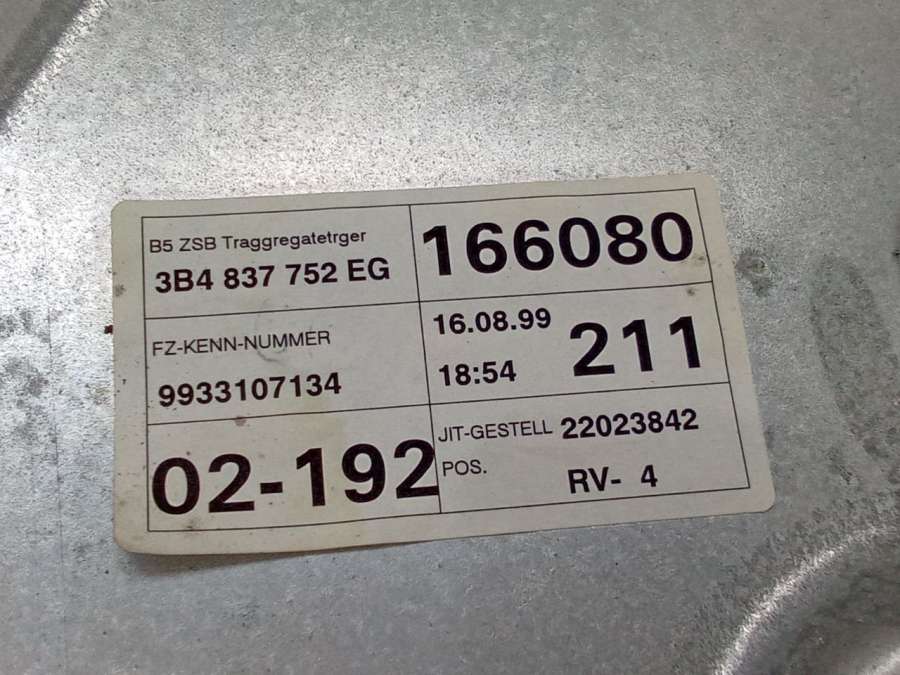 B5 ZSB Traggregatetrger
3B4 837 752 EG
166080
FZ-KENN-NUMMER
9933107134
16.08.99
18:54
211
02-192
JIT-GESTELL 22023842
POS.
RV- 4